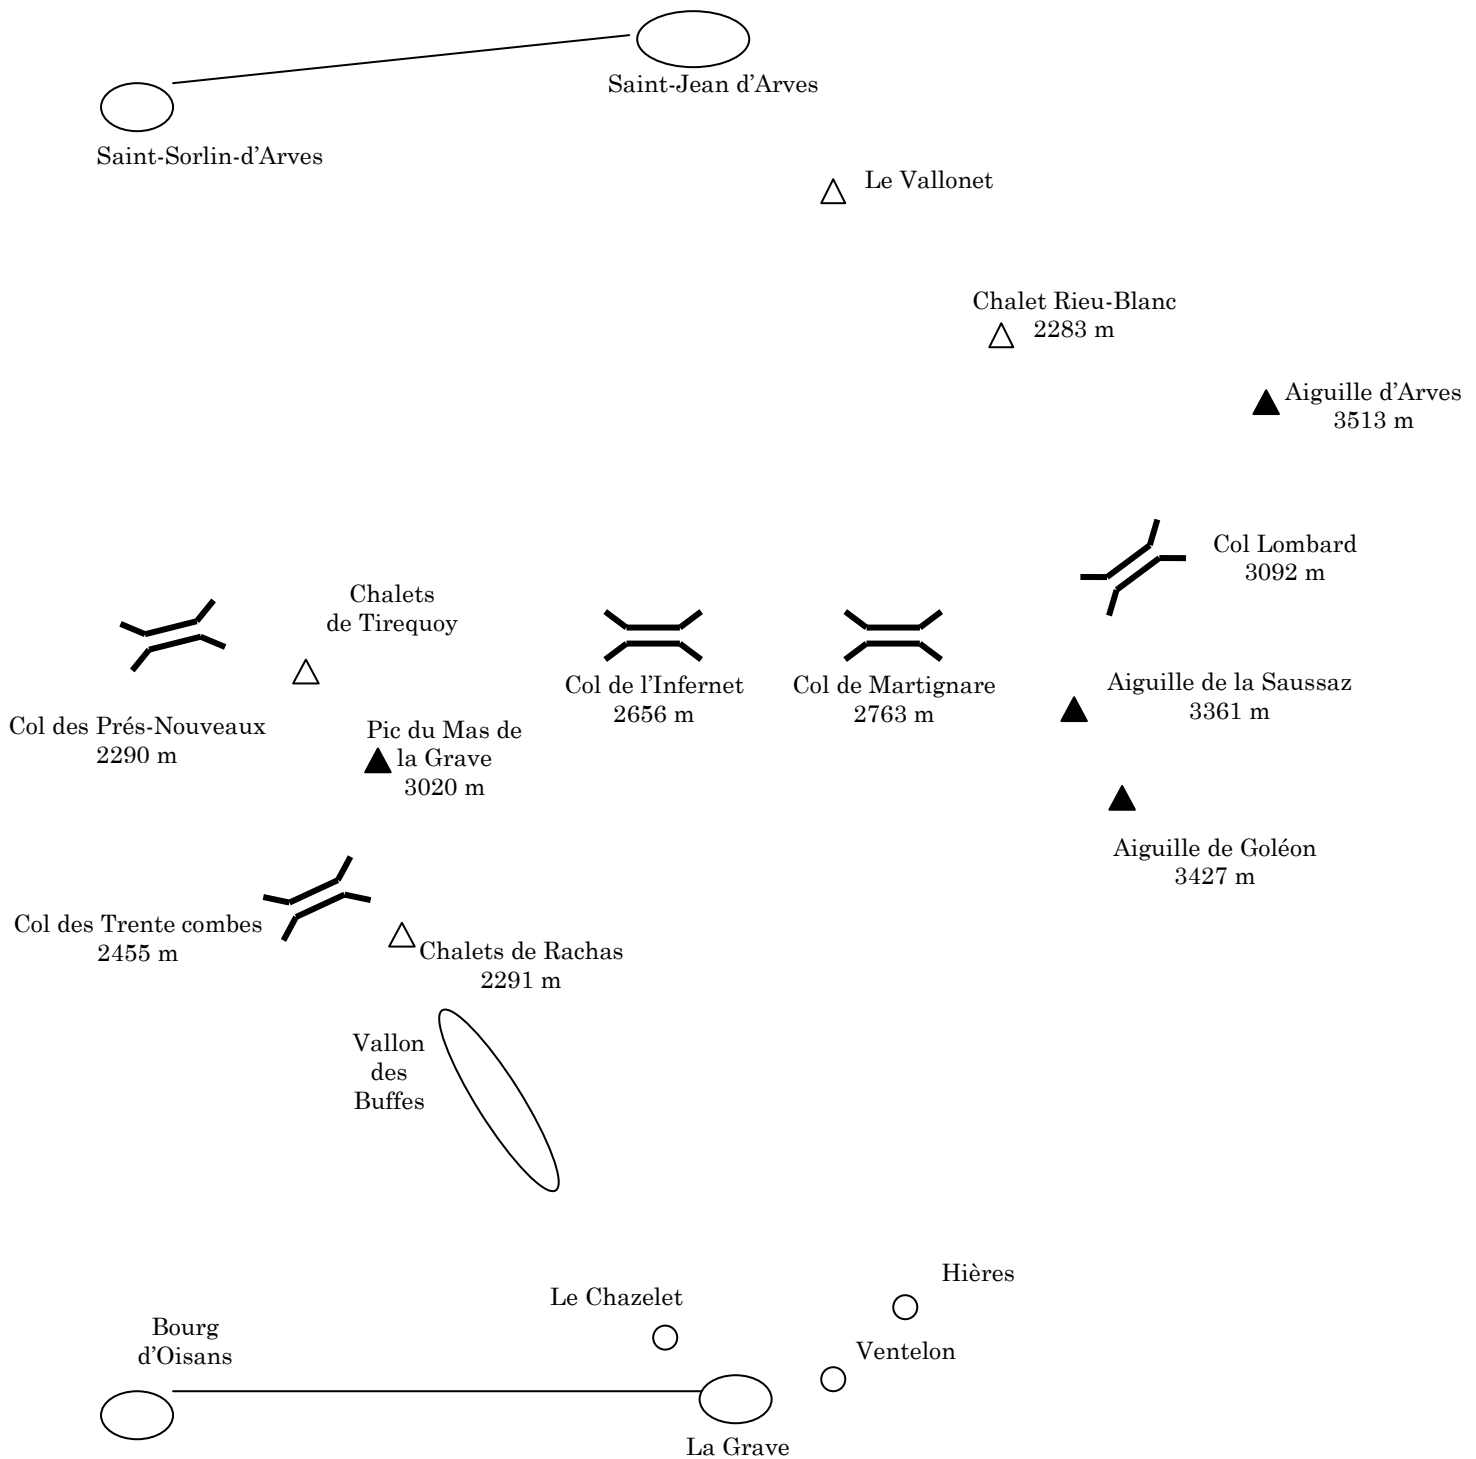 Saint-Jean d’Arves
Saint-Sorlin-d’Arves
Le Vallonet
Chalet Rieu-Blanc
2283 m
Aiguille d’Arves
3513 m
Col Lombard
3092 m
Chalets
de Tirequoy
Col de l’Infernet
2656 m
Col de Martignare
2763 m
Aiguille de la Saussaz
3361 m
Col des Prés-Nouveaux
2290 m
Pic du Mas de
la Grave
3020 m
Aiguille de Goléon
3427 m
Col des Trente combes
2455 m
Chalets de Rachas
2291 m
Vallon
des
Buffes
Hières
Le Chazelet
Bourg
d’Oisans
Ventelon
La Grave